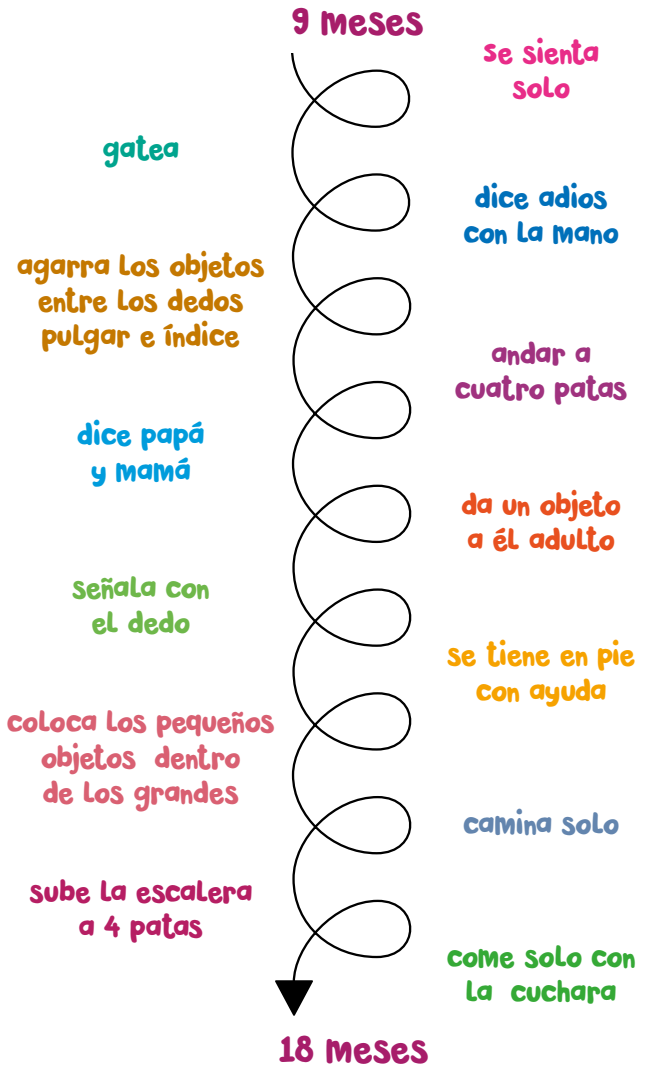 9 meses
se sienta
solo
gatea
dice adios
con la mano
agarra los objetos
entre los dedos
pulgar e índice
andar a
cuatro patas
dice papá
y mamá
da un objeto
a él adulto
señala con
el dedo
se tiene en pie
con ayuda
coloca los pequeños
objetos dentro
de los grandes
camina solo
sube la escalera
a 4 patas
come solo con
la cuchara
18 meses